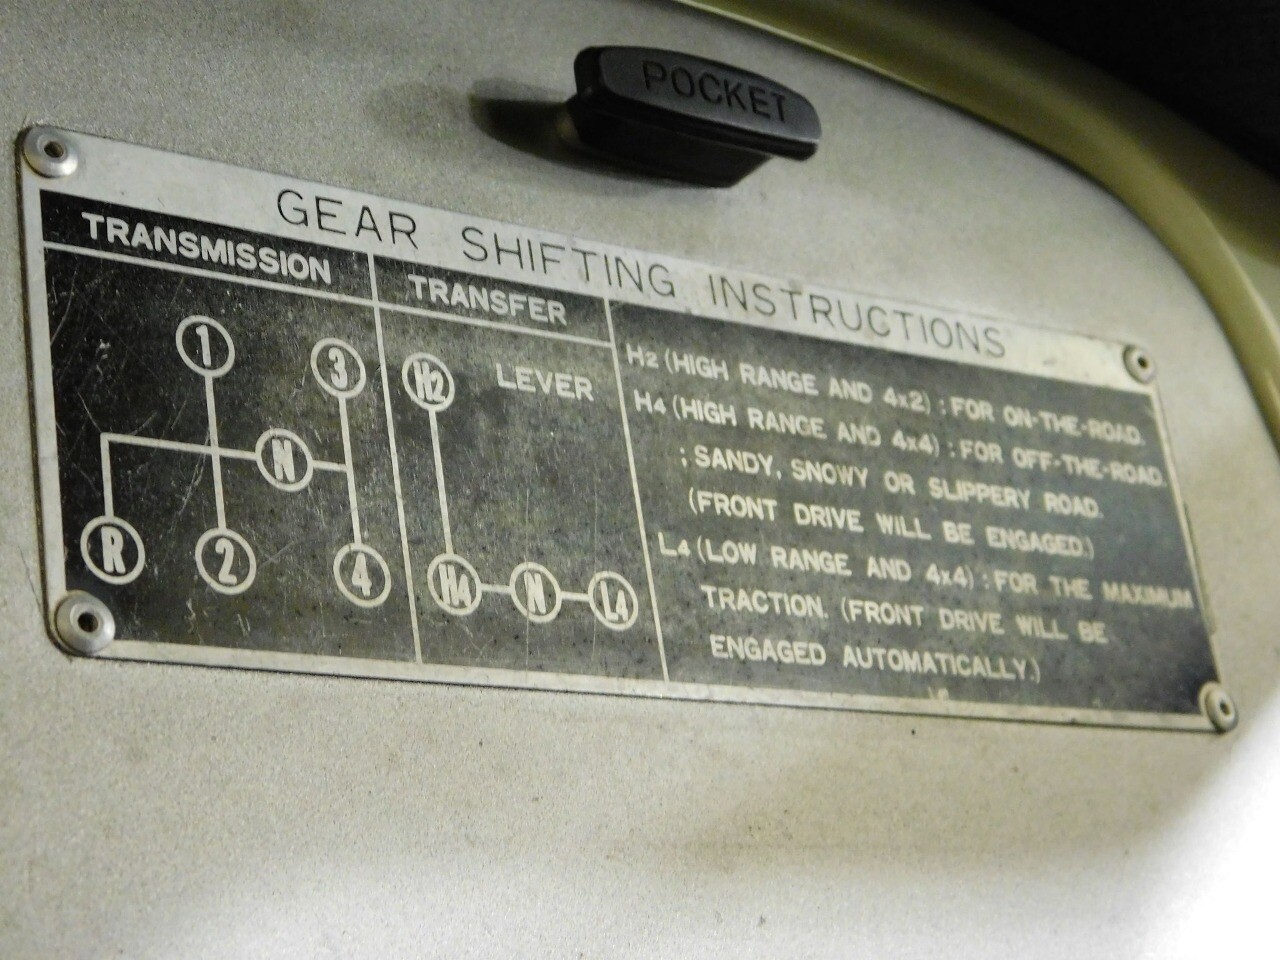 POCKET
GEAR SHIFTING INSTRUCTIONS
TRANSMISSION
1 3
N
R 2 4
TRANSFER
H2 LEVER
H4 N L4
H2 (HIGH RANGE AND 4x2) : FOR ON-THE-ROAD.
H4 (HIGH RANGE AND 4x4) : FOR OFF-THE-ROAD.
; SANDY, SNOWY OR SLIPPERY ROAD.
(FRONT DRIVE WILL BE ENGAGED.)
L4 (LOW RANGE AND 4x4) : FOR THE MAXIMUM
TRACTION. (FRONT DRIVE WILL BE
ENGAGED AUTOMATICALLY.)